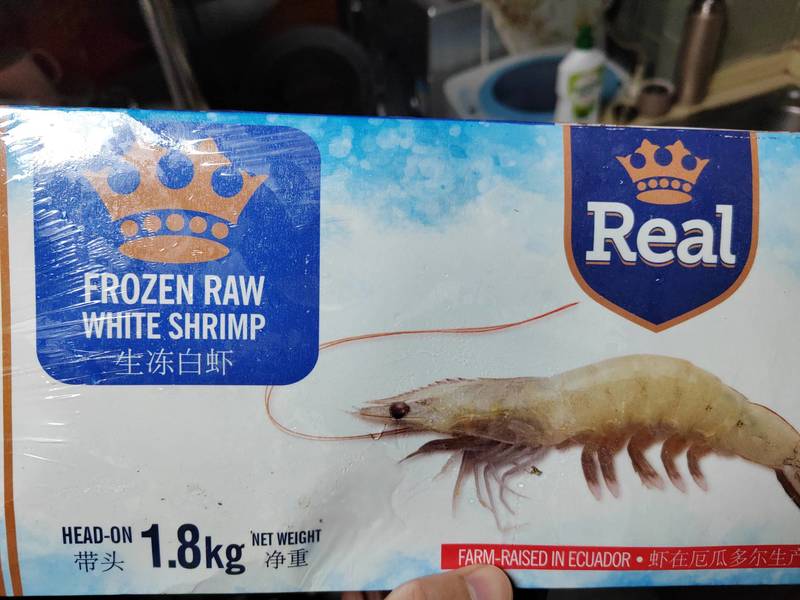 FROZEN RAW
WHITE SHRIMP
生冻白虾
Real
HEAD-ON
带头
1.8kg
NET WEIGHT
净重
FARM-RAISED IN ECUADOR • 虾在厄瓜多尔生产